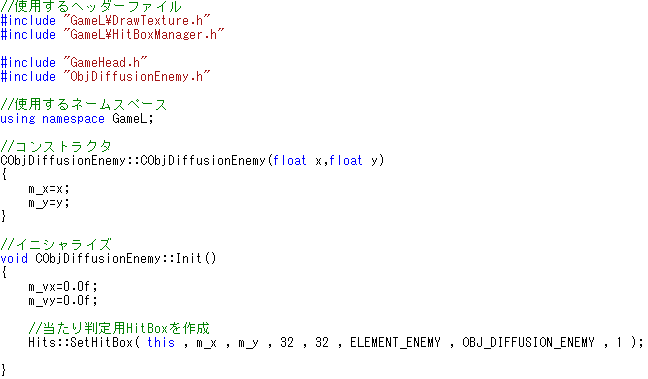 //使用するヘッダーファイル
#include "GameL¥DrawTexture.h"
#include "GameL¥HitBoxManager.h"
#include "GameHead.h"
#include "ObjDiffusionEnemy.h"
//使用するネームスペース
using namespace GameL;
//コンストラクタ
CObjDiffusionEnemy::CObjDiffusionEnemy(float x,float y)
{
m_x=x;
m_y=y;
}
//イニシャライズ
void CObjDiffusionEnemy::Init()
{
m_vx=0.0f;
m_vy=0.0f;
//当たり判定用HitBoxを作成
Hits::SetHitBox( this , m_x , m_y , 32 , 32 , ELEMENT_ENEMY , OBJ_DIFFUSION_ENEMY , 1 );
}